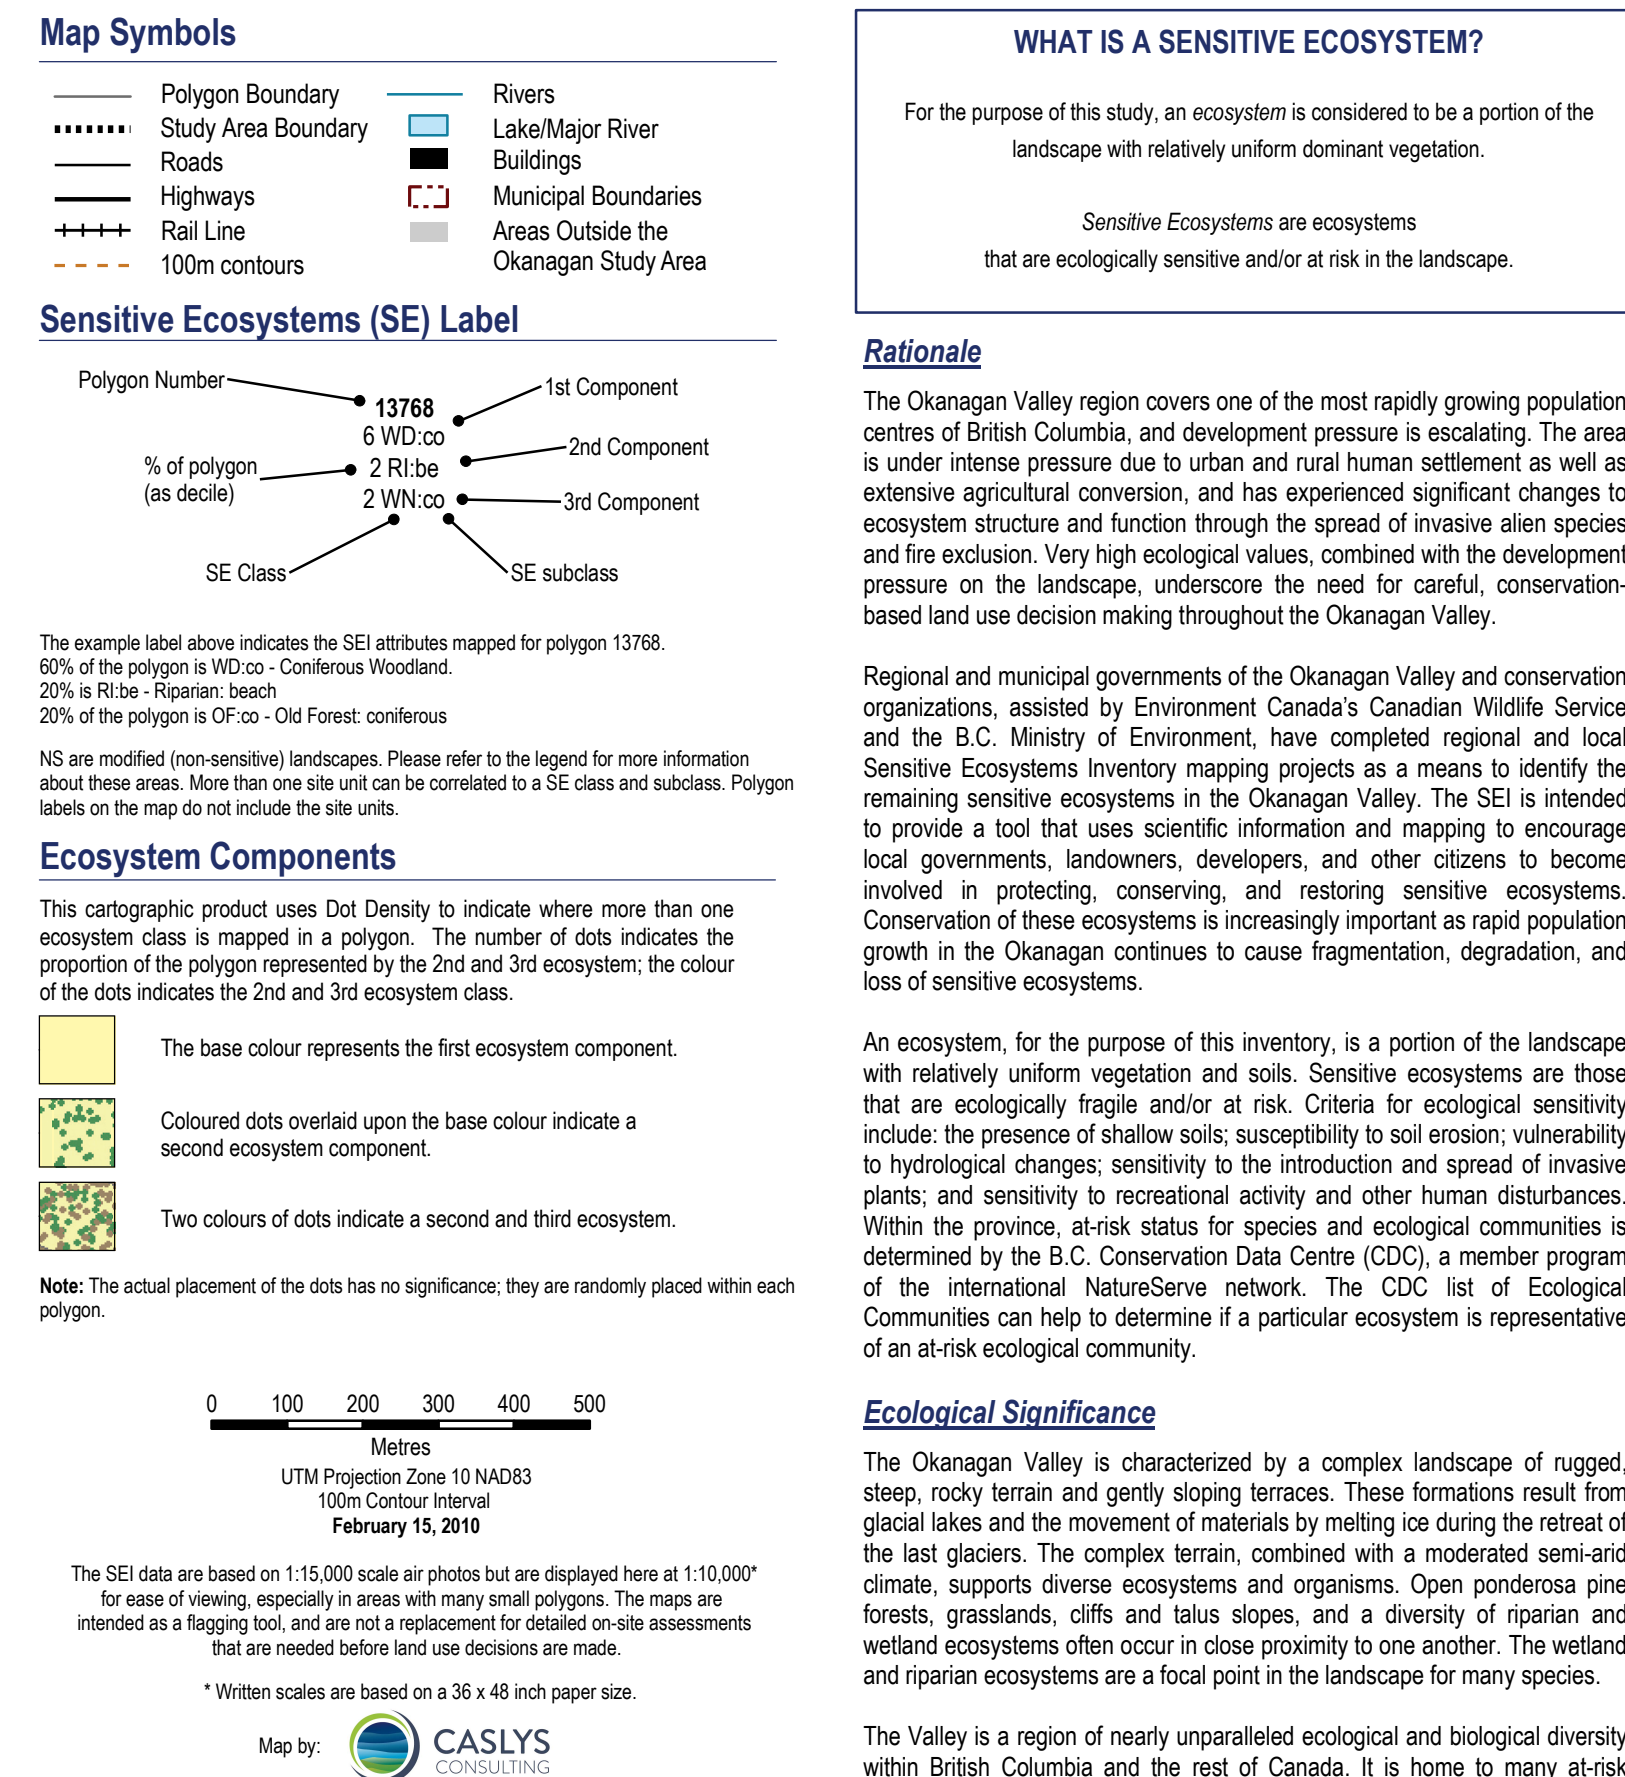 Map Symbols
Polygon Boundary
Study Area Boundary
Roads
Highways
Rail Line
100m contours
Rivers
Lake/Major River
Buildings
Municipal Boundaries
Areas Outside the
Okanagan Study Area
Sensitive Ecosystems (SE) Label
Polygon Number
1st Component
13768
6 WD:co
2nd Component
% of polygon
(as decile)
2 RI:be
2 WN:co
3rd Component
SE Class
SE subclass
The example label above indicates the SEI attributes mapped for polygon 13768.
60% of the polygon is WD:co - Coniferous Woodland.
20% is RI:be - Riparian: beach
20% of the polygon is OF:co - Old Forest: coniferous
NS are modified (non-sensitive) landscapes. Please refer to the legend for more information
about these areas. More than one site unit can be correlated to a SE class and subclass. Polygon
labels on the map do not include the site units.
Ecosystem Components
This cartographic product uses Dot Density to indicate where more than one
ecosystem class is mapped in a polygon. The number of dots indicates the
proportion of the polygon represented by the 2nd and 3rd ecosystem; the colour
of the dots indicates the 2nd and 3rd ecosystem class.
The base colour represents the first ecosystem component.
Coloured dots overlaid upon the base colour indicate a
second ecosystem component.
Two colours of dots indicate a second and third ecosystem.
Note: The actual placement of the dots has no significance; they are randomly placed within each
polygon.
0 100 200 300 400 500
Metres
UTM Projection Zone 10 NAD83
100m Contour Interval
February 15, 2010
The SEI data are based on 1:15,000 scale air photos but are displayed here at 1:10,000*
for ease of viewing, especially in areas with many small polygons. The maps are
intended as a flagging tool, and are not a replacement for detailed on-site assessments
that are needed before land use decisions are made.
* Written scales are based on a 36 x 48 inch paper size.
Map by:
CASLYS
CONSULTING
WHAT IS A SENSITIVE ECOSYSTEM?
For the purpose of this study, an ecosystem is considered to be a portion of the
landscape with relatively uniform dominant vegetation.
Sensitive Ecosystems are ecosystems
that are ecologically sensitive and/or at risk in the landscape.
Rationale
The Okanagan Valley region covers one of the most rapidly growing population
centres of British Columbia, and development pressure is escalating. The area
is under intense pressure due to urban and rural human settlement as well as
extensive agricultural conversion, and has experienced significant changes to
ecosystem structure and function through the spread of invasive alien species
and fire exclusion. Very high ecological values, combined with the development
pressure on the landscape, underscore the need for careful, conservation-
based land use decision making throughout the Okanagan Valley.
Regional and municipal governments of the Okanagan Valley and conservation
organizations, assisted by Environment Canada's Canadian Wildlife Service
and the B.C. Ministry of Environment, have completed regional and local
Sensitive Ecosystems Inventory mapping projects as a means to identify the
remaining sensitive ecosystems in the Okanagan Valley. The SEI is intended
to provide a tool that uses scientific information and mapping to encourage
local governments, landowners, developers, and other citizens to become
involved in protecting, conserving, and restoring sensitive ecosystems.
Conservation of these ecosystems is increasingly important as rapid population
growth in the Okanagan continues to cause fragmentation, degradation, and
loss of sensitive ecosystems.
An ecosystem, for the purpose of this inventory, is a portion of the landscape
with relatively uniform vegetation and soils. Sensitive ecosystems are those
that are ecologically fragile and/or at risk. Criteria for ecological sensitivity
include: the presence of shallow soils; susceptibility to soil erosion; vulnerability
to hydrological changes; sensitivity to the introduction and spread of invasive
plants; and sensitivity to recreational activity and other human disturbances.
Within the province, at-risk status for species and ecological communities is
determined by the B.C. Conservation Data Centre (CDC), a member program
of the international NatureServe network. The CDC list of Ecological
Communities can help to determine if a particular ecosystem is representative
of an at-risk ecological community.
Ecological Significance
The Okanagan Valley is characterized by a complex landscape of rugged,
steep, rocky terrain and gently sloping terraces. These formations result from
glacial lakes and the movement of materials by melting ice during the retreat of
the last glaciers. The complex terrain, combined with a moderated semi-arid
climate, supports diverse ecosystems and organisms. Open ponderosa pine
forests, grasslands, cliffs and talus slopes, and a diversity of riparian and
wetland ecosystems often occur in close proximity to one another. The wetland
and riparian ecosystems are a focal point in the landscape for many species.
The Valley is a region of nearly unparalleled ecological and biological diversity
within British Columbia and the rest of Canada. It is home to many at-risk